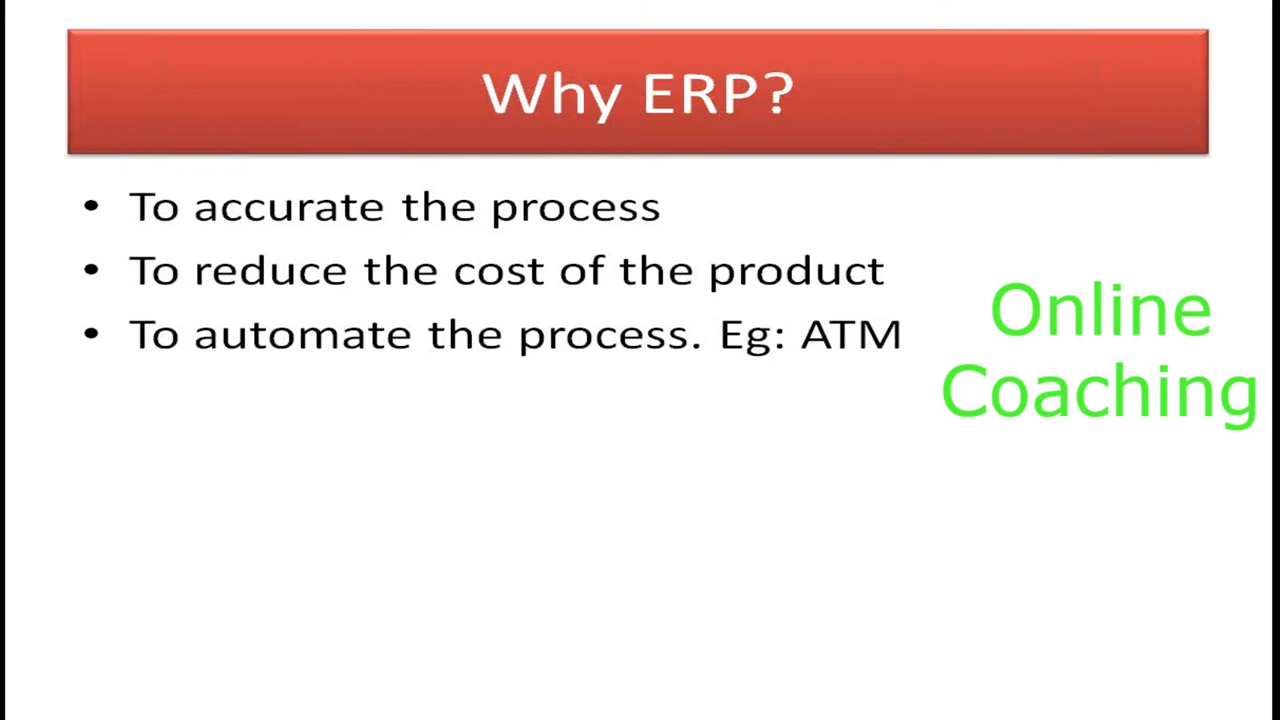 Why ERP?
• To accurate the process
• To reduce the cost of the product
• To automate the process. Eg: ATM
Online
Coaching